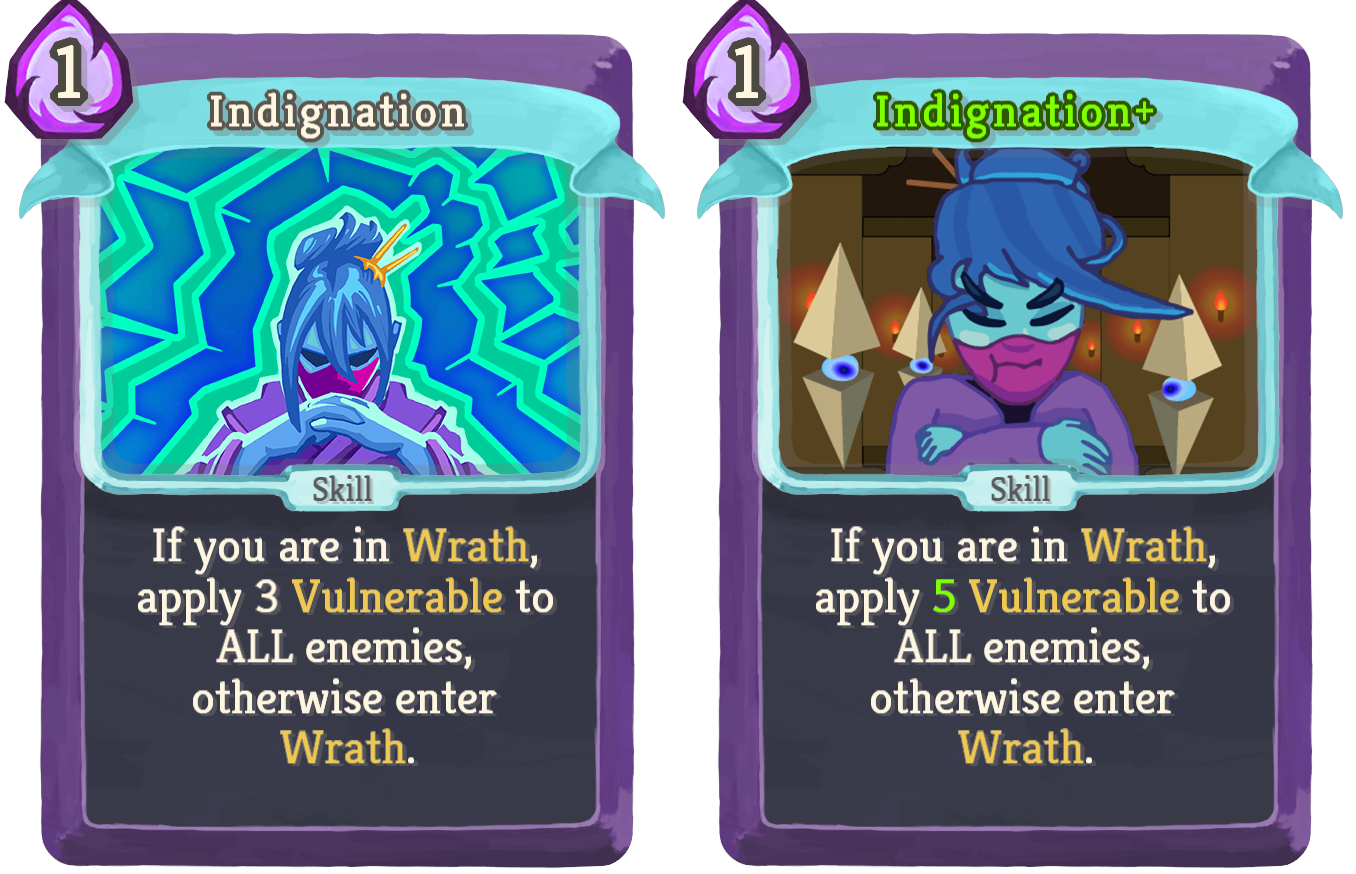 1
Indignation
Skill
If you are in Wrath,
apply 3 Vulnerable to
ALL enemies,
otherwise enter
Wrath.
1
Indignation+
Skill
If you are in Wrath,
apply 5 Vulnerable to
ALL enemies,
otherwise enter
Wrath.